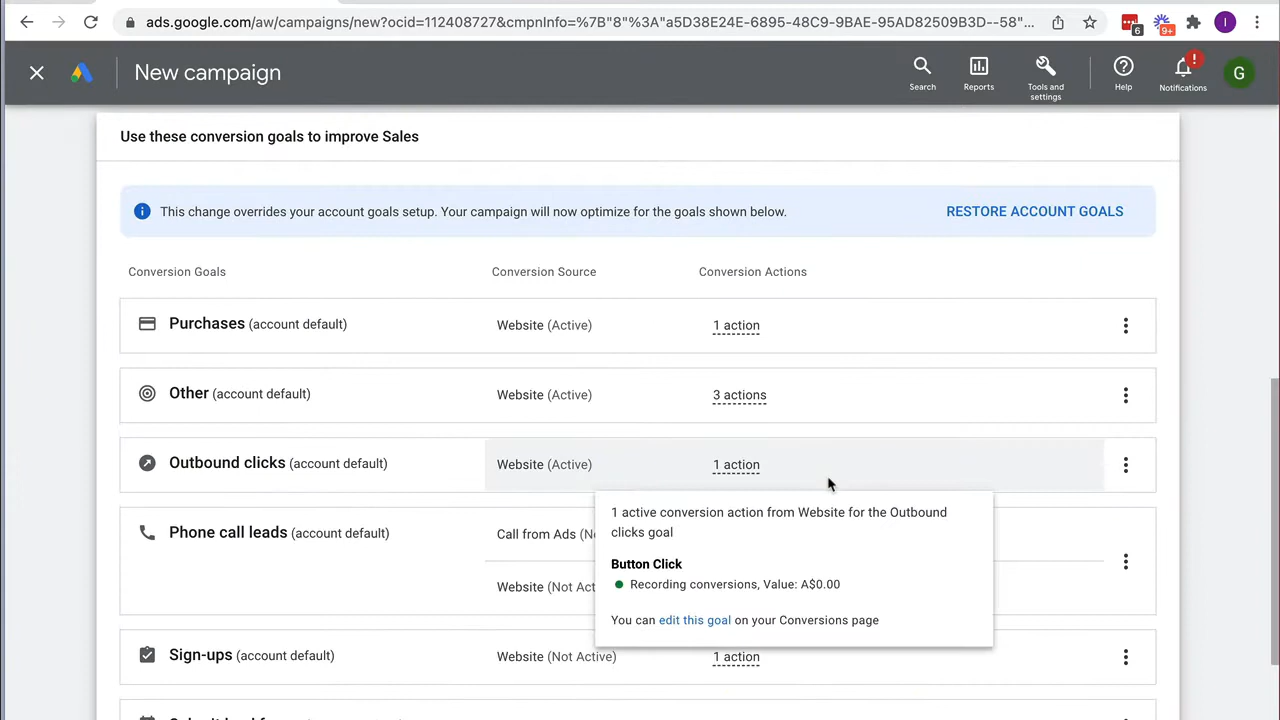 ads.google.com/aw/campaigns/new?ocid=112408727&cmpnInfo=%7B"8"%3A"a5D38E24E-6895-48C9-9BAE-95AD82509B3D--58"...
6
9+
I
New campaign
Search
Reports
Tools and
settings
Help
!
Notifications
G
Use these conversion goals to improve Sales
This change overrides your account goals setup. Your campaign will now optimize for the goals shown below.
RESTORE ACCOUNT GOALS
Conversion Goals
Conversion Source
Conversion Actions
Purchases (account default)
Website (Active)
1 action
Other (account default)
Website (Active)
3 actions
Outbound clicks (account default)
Website (Active)
1 action
1 active conversion action from Website for the Outbound
clicks goal
Button Click
Recording conversions, Value: A$0.00
You can edit this goal on your Conversions page
Phone call leads (account default)
Call from Ads
Website (Not Act
Sign-ups (account default)
Website (Not Active)
1 action